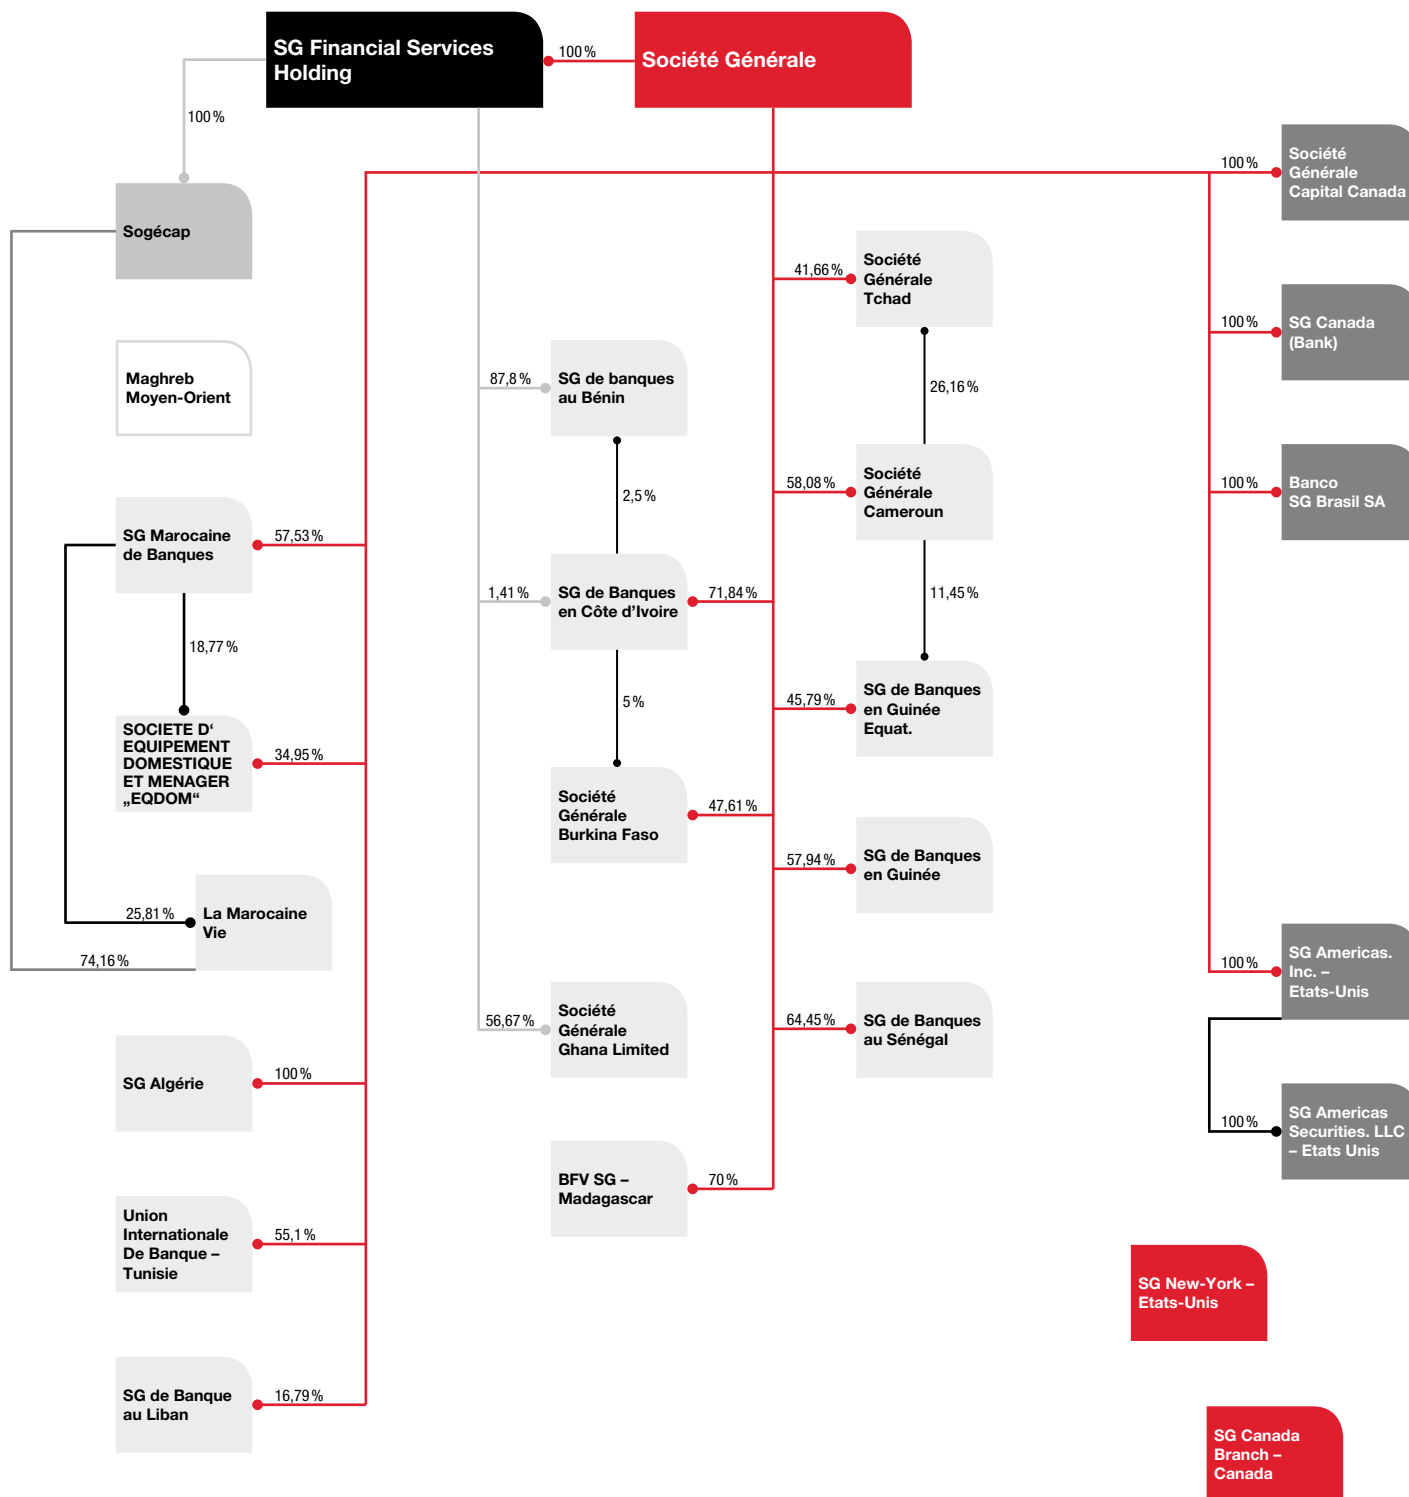 SG Financial Services
Holding
100 %
Société Générale
100 %
Sogécap
Maghreb
Moyen-Orient
SG Marocaine
de Banques
57,53 %
18,77 %
SOCIETE D‘
EQUIPEMENT
DOMESTIQUE
ET MENAGER
„EQDOM“
34,95 %
25,81 %
La Marocaine
Vie
74,16 %
SG Algérie
100 %
Union
Internationale
De Banque –
Tunisie
55,1 %
SG de Banque
au Liban
16,79 %
87,8 %
SG de banques
au Bénin
2,5 %
1,41 %
SG de Banques
en Côte d’Ivoire
71,84 %
5 %
Société
Générale
Burkina Faso
47,61 %
56,67 %
Société
Générale
Ghana Limited
BFV SG –
Madagascar
70 %
41,66 %
Société
Générale
Tchad
26,16 %
58,08 %
Société
Générale
Cameroun
11,45 %
45,79 %
SG de Banques
en Guinée
Equat.
57,94 %
SG de Banques
en Guinée
64,45 %
SG de Banques
au Sénégal
100 %
Société
Générale
Capital Canada
100 %
SG Canada
(Bank)
100 %
Banco
SG Brasil SA
100 %
SG Americas.
Inc. –
Etats-Unis
100 %
SG Americas
Securities. LLC
– Etats Unis
SG New-York –
Etats-Unis
SG Canada
Branch –
Canada